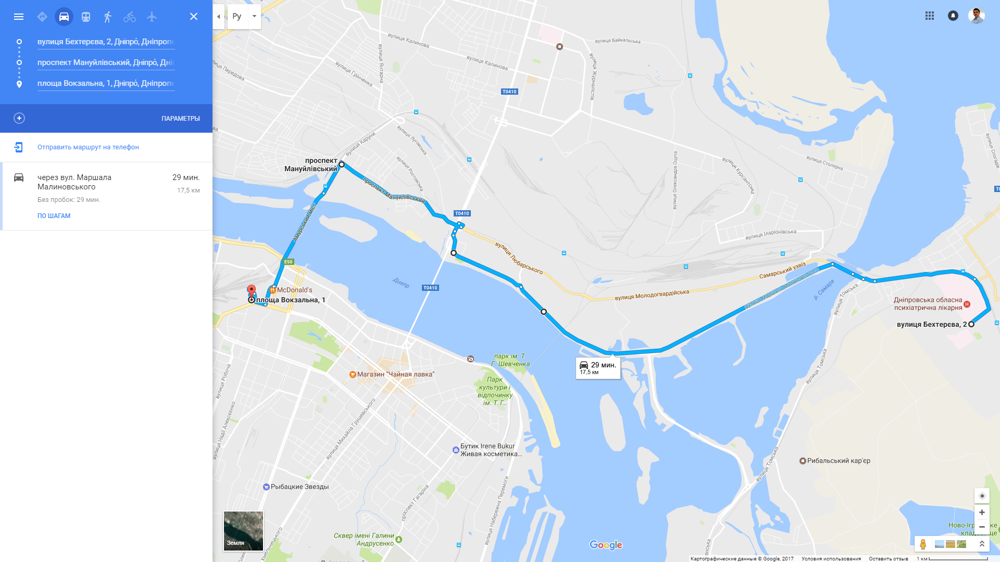 вулиця Бехтерєва, 2, Дніпро́, Дніпропе
проспект Мануйлівський, Дніпро́, Дні
площа Вокзальна, 1, Дніпро́, Дніпропе
ПАРАМЕТРЫ
Отправить маршрут на телефон
через вул. Маршала
Малиновського
29 мин.
17,5 км
Без пробок: 29 мин.
ПО ШАГАМ
Ру
вулиця Калинова
вулиця Байкальська
вулиця Янтарна
вулиця Передова
вулиця Грінченка
вулиця Калинова
вулиця Журналістів
T0410
вулиця Каруни
вулиця Луговська
вулиця Ростовська
проспект
Мануйлівський
проспект Мануйлівський
T0410
Амурський міст
E50
McDonald's
площа Вокзальна, 1
Днепр
T0410
вулиця Любарського
вулиця Молодогвардійська
вулиця Олександра Оцупа
вулиця Курсантська
вулиця Столярна
вулиця Спогадів
вулиця Іларіонівська
Самарський узвіз
вулиця Маршала Малиновського
р. Самара
вулиця Томська
Дніпровська обласна
психіатрична лікарня
вулиця Бехтерєва, 2
29 мин.
17,5 км
парк ім. Т.
Г. Шевченка
Парк
культури і
відпочинку
ім. Т. Г...
Магазин "Чайная лавка"
вулиця Робоча
вулиця Надії Алексєєнко
вулиця Михайла Грушевського
Бутик Irene Bukur
Живая косметика...
Рыбацкие Звезды
проспект Гагаріна
вулиця Набережна Перемоги
Сквер імені Галини
Андрусенко
Хмельницького
вулиця Томська
вулиця Томська
Рибальський кар'єр
Земля
Google
Картографические данные © Google, 2017
Условия использования
Оставить отзыв
1 км